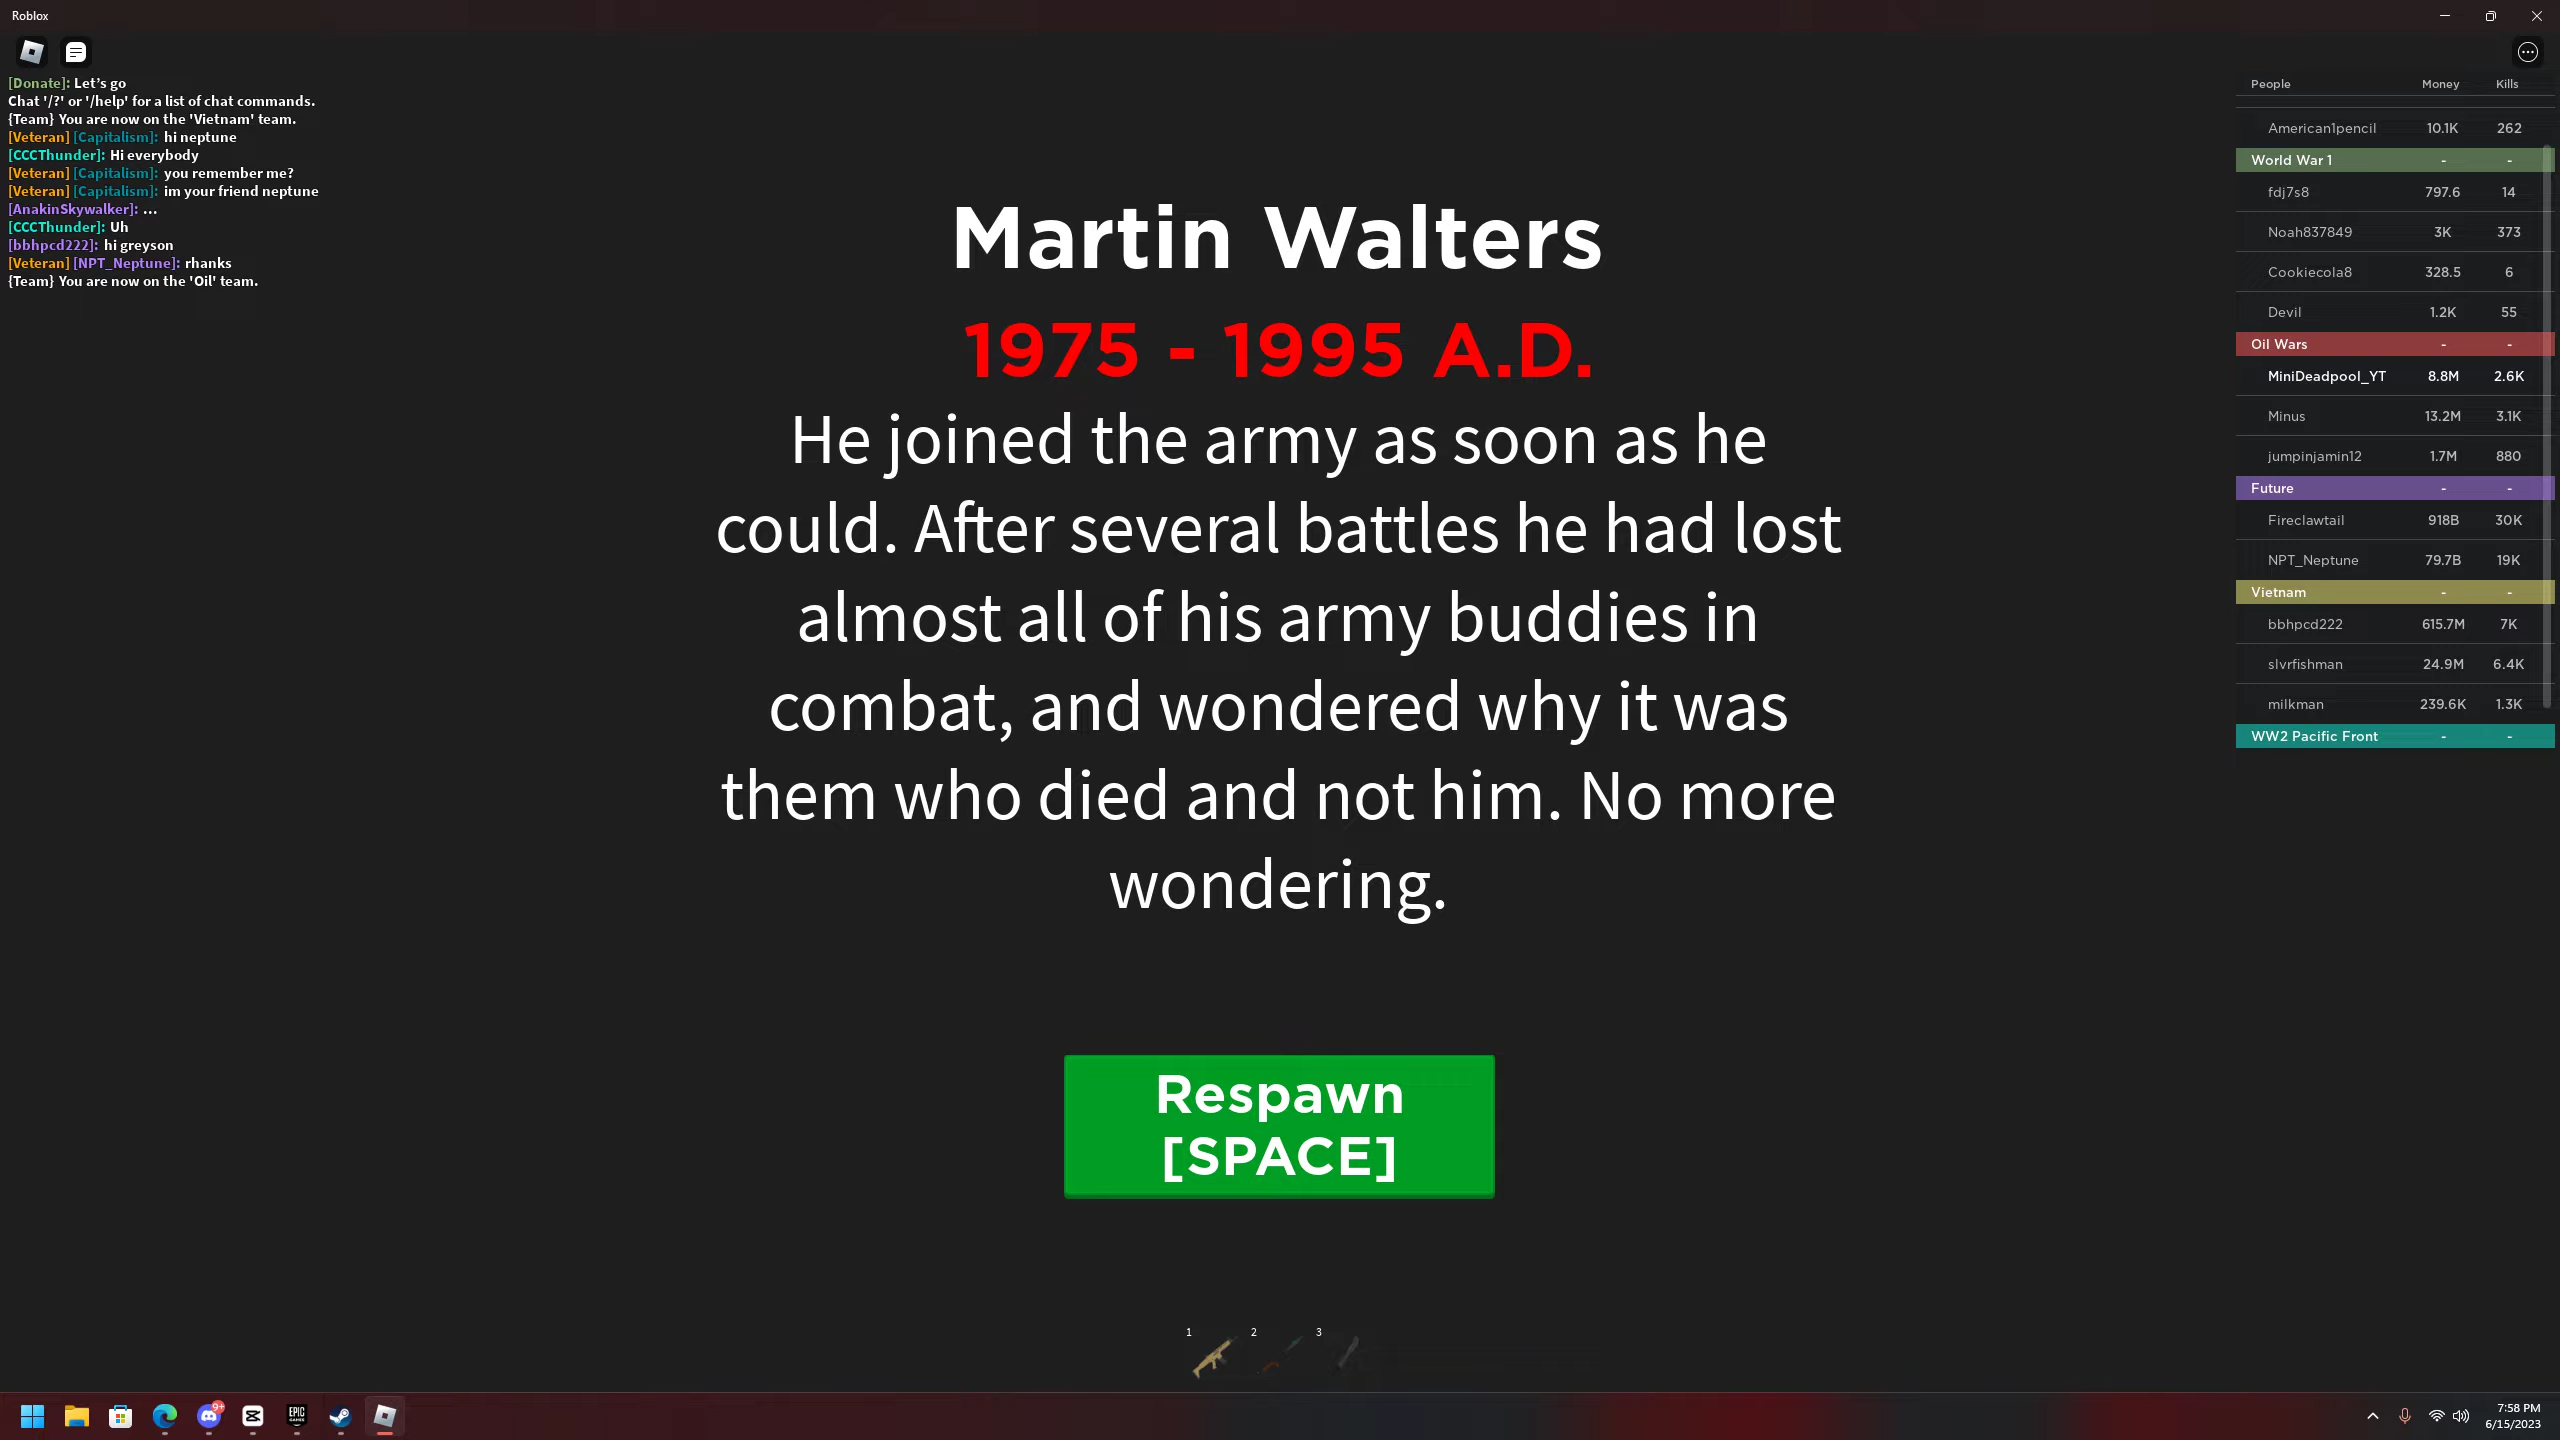 Roblox
[Donate]: Let's go
Chat '/?' or '/help' for a list of chat commands.
{Team} You are now on the 'Vietnam' team.
[Veteran] [Capitalism]: hi neptune
[CCCThunder]: Hi everybody
[Veteran] [Capitalism]: you remember me?
[Veteran] [Capitalism]: im your friend neptune
[AnakinSkywalker]: ...
[CCCThunder]: Uh
[bbhpcd222]: hi greyson
[Veteran] [NPT_Neptune]: rhanks
{Team} You are now on the 'Oil' team.
Martin Walters
1975 - 1995 A.D.
He joined the army as soon as he
could. After several battles he had lost
almost all of his army buddies in
combat, and wondered why it was
them who died and not him. No more
wondering.
Respawn
[SPACE]
People Money Kills
American1pencil 10.1K 262
World War 1 - -
fdj7s8 797.6 14
Noah837849 3K 373
Cookiecola8 328.5 6
Devil 1.2K 55
Oil Wars - -
MiniDeadpool_YT 8.8M 2.6K
Minus 13.2M 3.1K
jumpinjamin12 1.7M 880
Future - -
Fireclawtail 918B 30K
NPT_Neptune 79.7B 19K
Vietnam - -
bbhpcd222 615.7M 7K
slvrfishman 24.9M 6.4K
milkman 239.6K 1.3K
WW2 Pacific Front - -
1 2 3
9+
EPIC
GAMES
7:58 PM
6/15/2023